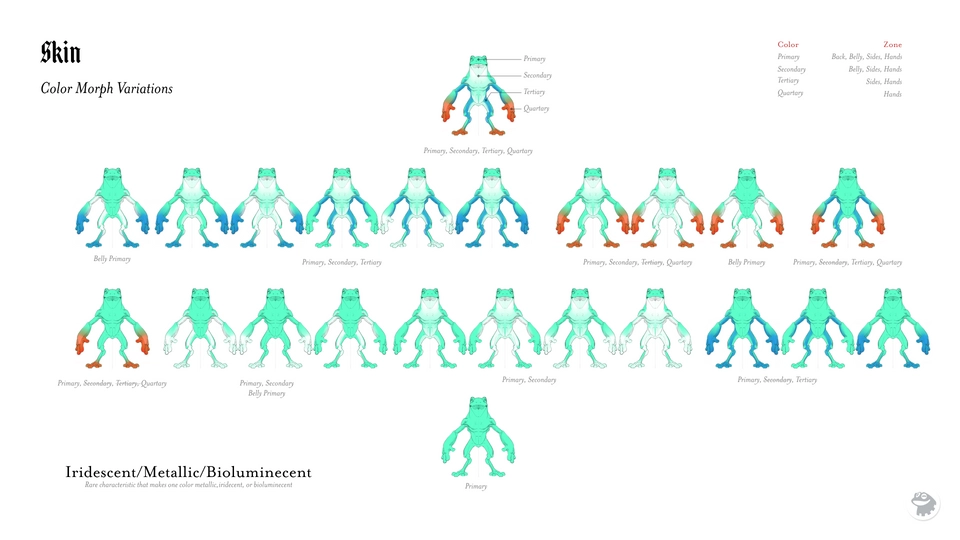 Skin
Color Morph Variations
Primary
Secondary
Tertiary
Quartary
Primary, Secondary, Tertiary, Quartary
Color Zone
Primary Back, Belly, Sides, Hands
Secondary Belly, Sides, Hands
Tertiary Sides, Hands
Quartary Hands
Belly Primary
Primary, Secondary, Tertiary
Primary, Secondary, Tertiary, Quartary
Belly Primary
Primary, Secondary, Tertiary, Quartary
Primary, Secondary, Tertiary, Quartary
Primary, Secondary
Belly Primary
Primary, Secondary
Primary, Secondary, Tertiary
Primary
Iridescent/Metallic/Bioluminecent
Rare characteristic that makes one color metallic, iridecent, or bioluminecent